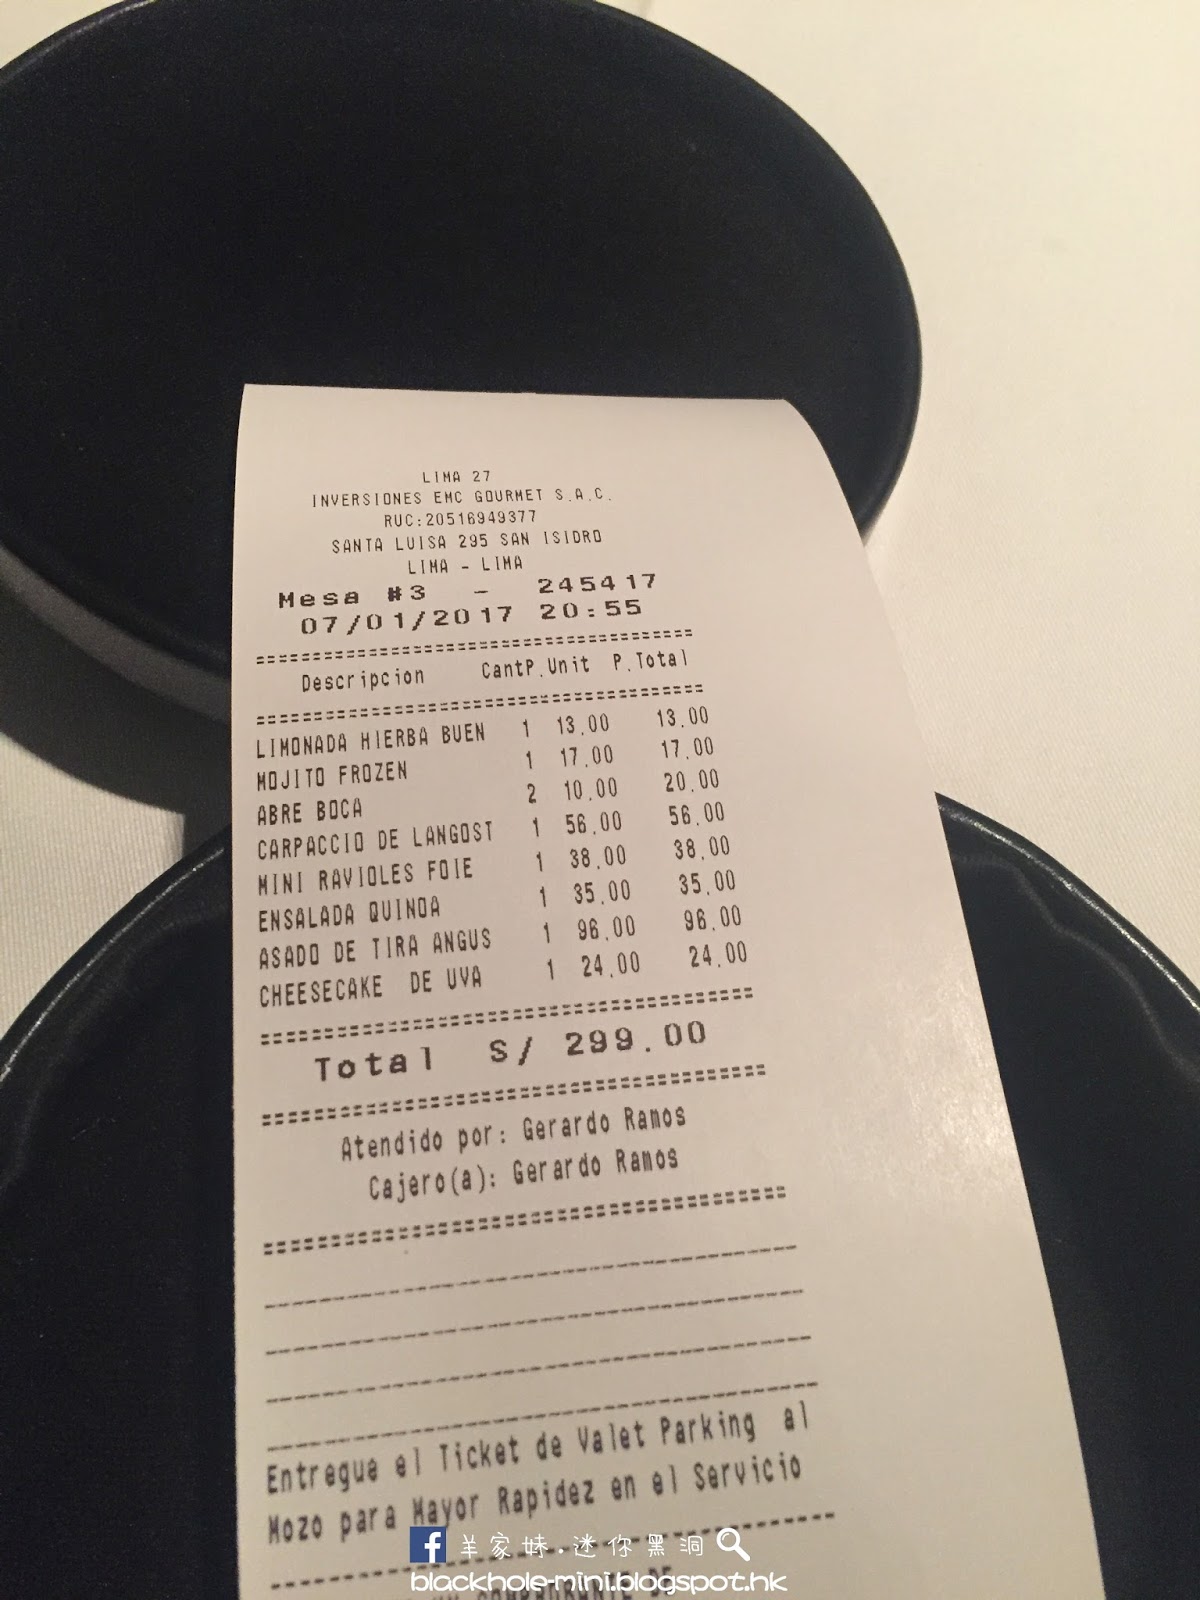 LIMA 27
INVERSIONES EMC GOURMET S.A.C.
RUC:20516949377
SANTA LUISA 295 SAN ISIDRO
LIMA - LIMA
Mesa #3 - 245417
07/01/2017 20:55
=======================================
Descripcion CantP.Unit P.Total
=======================================
LIMONADA HIERBA BUEN 1 13.00 13.00
MOJITO FROZEN 1 17.00 17.00
ABRE BOCA 2 10.00 20.00
CARPACCIO DE LANGOST 1 56.00 56.00
MINI RAVIOLES FOIE 1 38.00 38.00
ENSALADA QUINOA 1 35.00 35.00
ASADO DE TIRA ANGUS 1 96.00 96.00
CHEESECAKE DE UVA 1 24.00 24.00
=======================================
Total S/ 299.00
=======================================
Atendido por: Gerardo Ramos
Cajero(a): Gerardo Ramos
=======================================
---------------------------------------
---------------------------------------
---------------------------------------
---------------------------------------
Entregue el Ticket de Valet Parking al
Mozo para Mayor Rapidez en el Servicio
---------------------------------------
COMPROBANTE DE
f 羊家妹.迷你黑洞
blackhole-mini.blogspot.hk